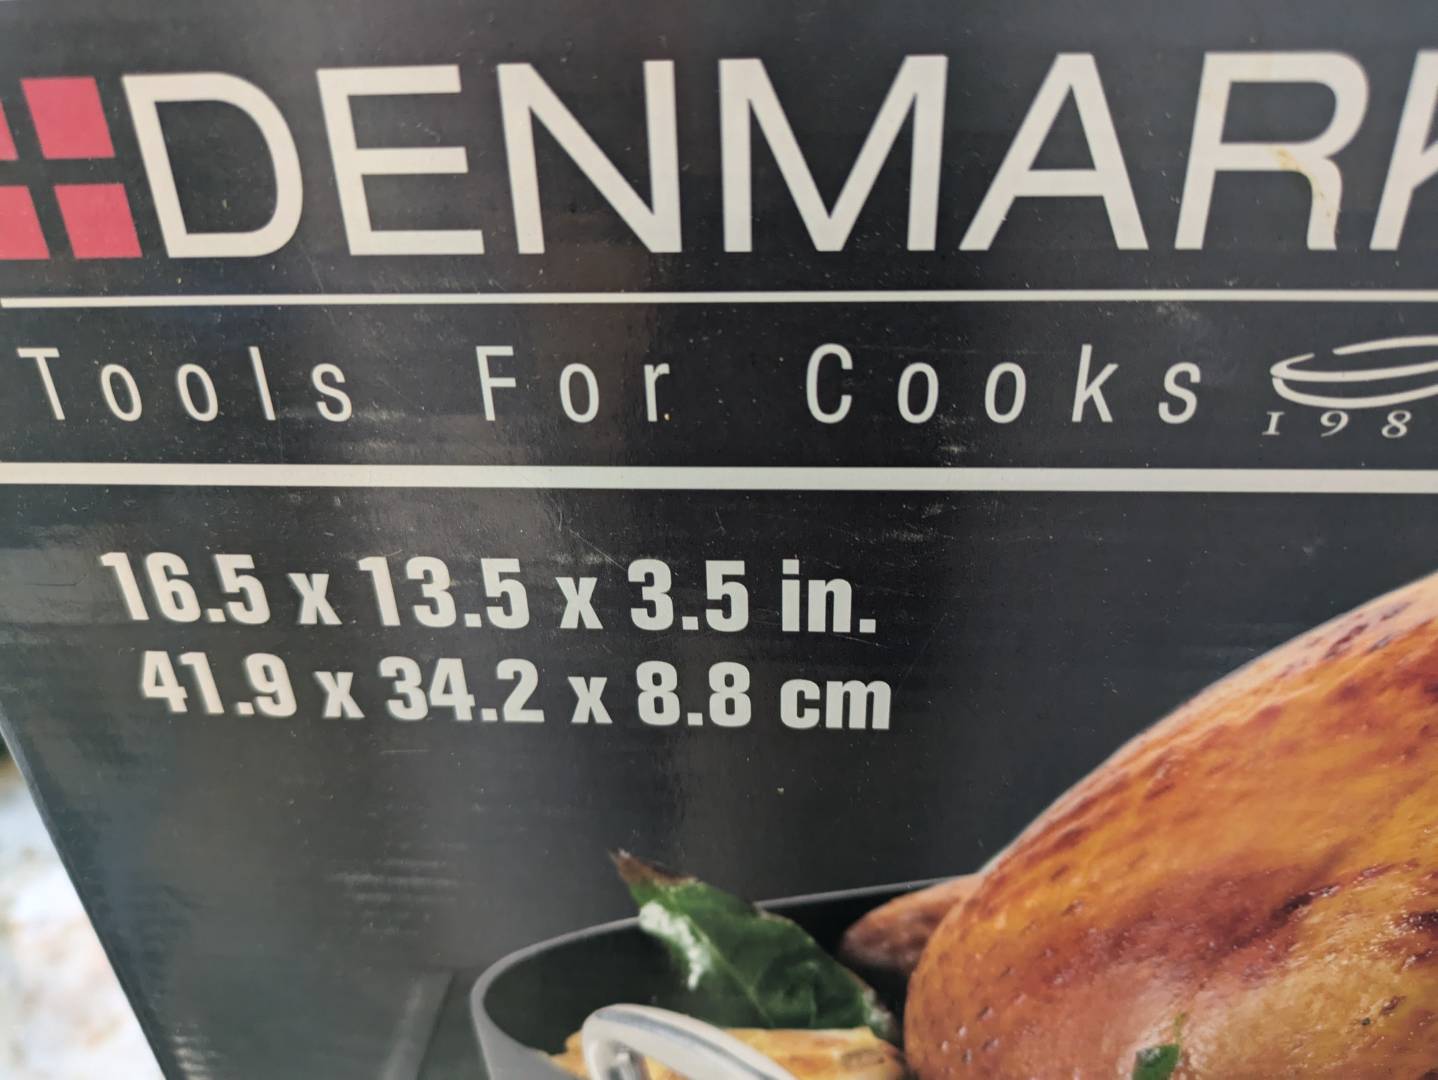 DENMARK
Tools For Cooks
198
16.5 x 13.5 x 3.5 in.
41.9 x 34.2 x 8.8 cm